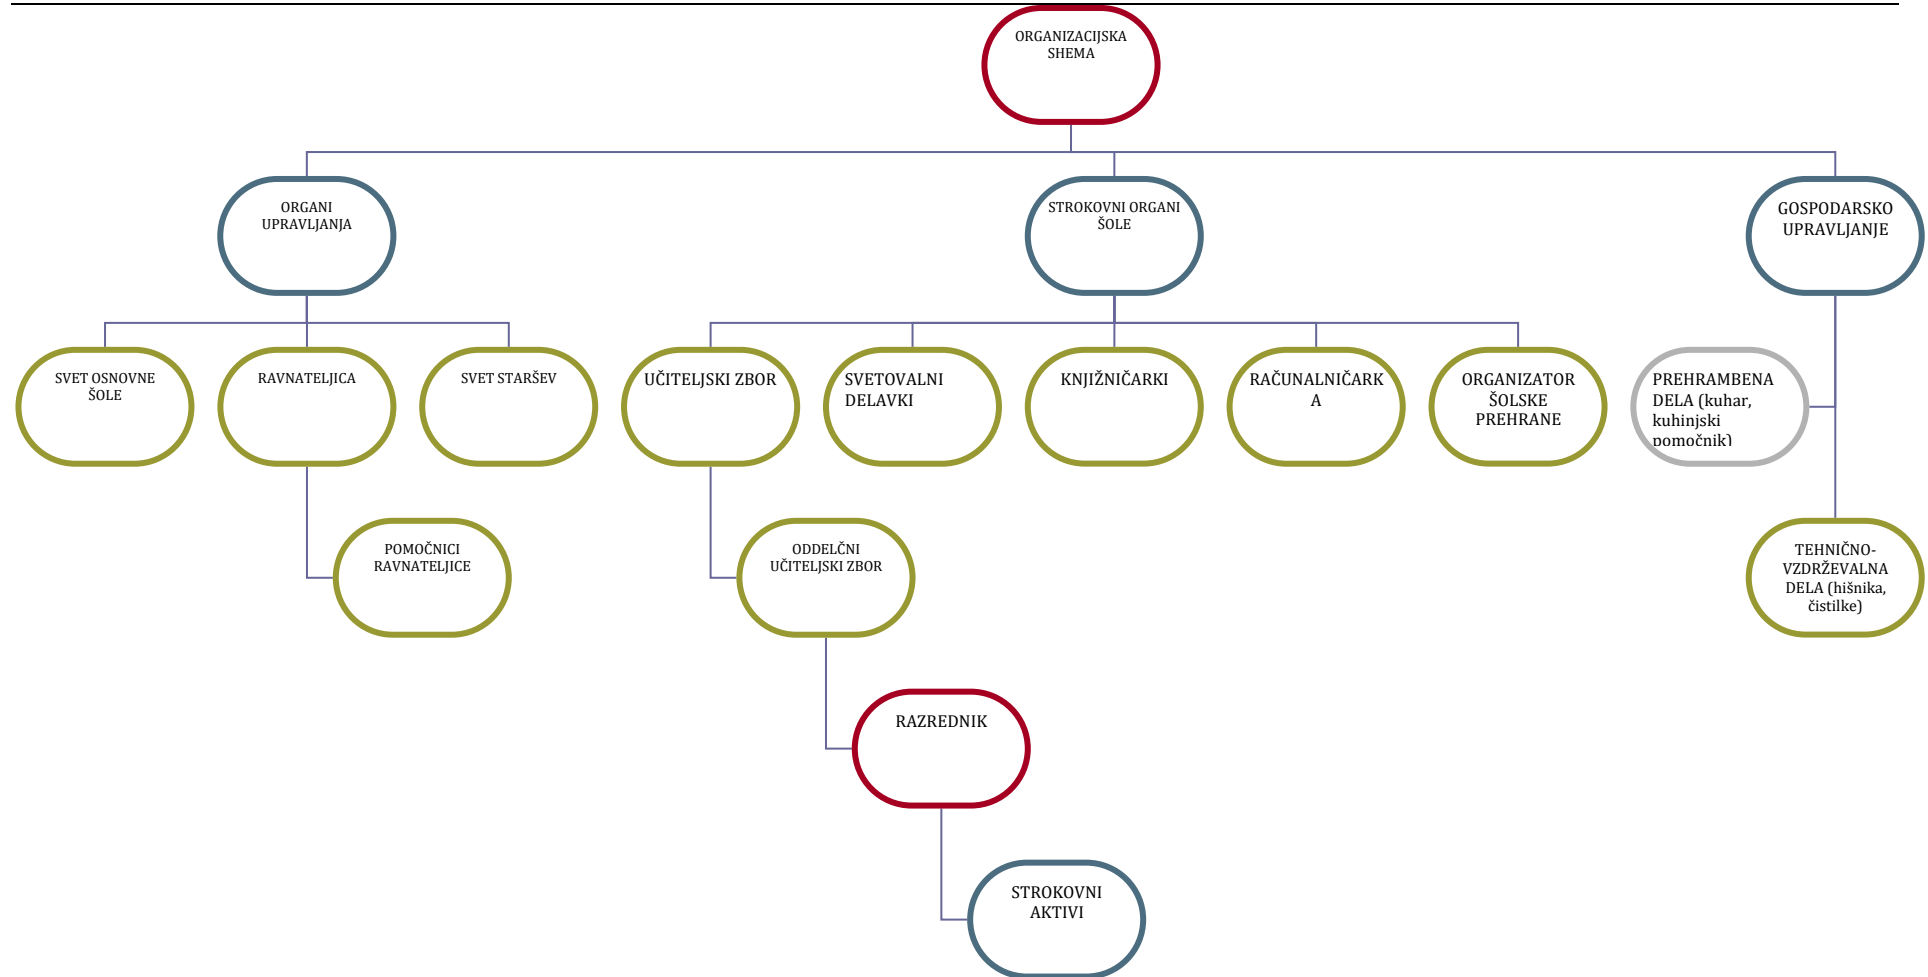 ORGANIZACIJSKA
SHEMA
ORGANI
UPRAVLJANJA
STROKOVNI ORGANI
ŠOLE
GOSPODARSKO
UPRAVLJANJE
SVET OSNOVNE
ŠOLE
RAVNATELJICA
SVET STARŠEV
UČITELJSKI ZBOR
SVETOVALNI
DELAVKI
KNJIŽNIČARKI
RAČUNALNIČARK
A
ORGANIZATOR
ŠOLSKE
PREHRANE
PREHRAMBENA
DELA (kuhar,
kuhinjski
pomočnik)
POMOČNICI
RAVNATELJICE
ODDELČNI
UČITELJSKI ZBOR
TEHNIČNO-
VZDRŽEVALNA
DELA (hišnika,
čistilke)
RAZREDNIK
STROKOVNI
AKTIVI